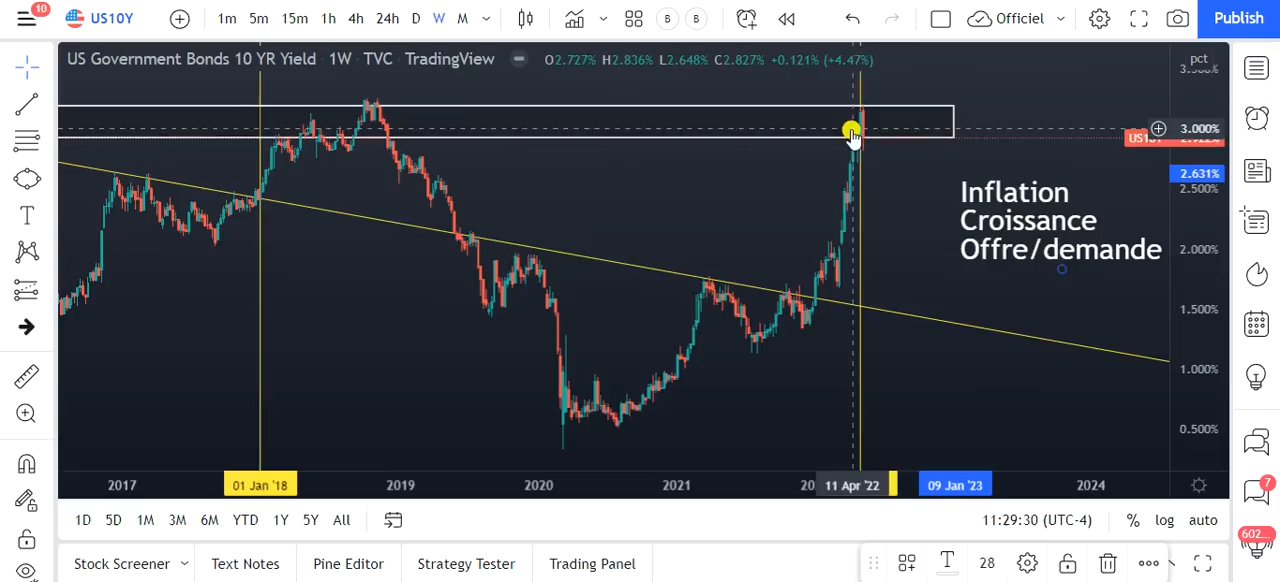 10
US10Y
1m 5m 15m 1h 4h 24h D W M
B B
Officiel
Publish
US Government Bonds 10 YR Yield · 1W · TVC · TradingView
O2.727% H2.836% L2.648% C2.827% +0.121% (+4.47%)
pct
3.000%
2.631%
2.500%
2.000%
1.500%
1.000%
0.500%
Inflation
Croissance
Offre/demande
2017 01 Jan '18 2019 2020 2021 11 Apr '22 09 Jan '23 2024
1D 5D 1M 3M 6M YTD 1Y 5Y All
11:29:30 (UTC-4) % log auto
Stock Screener Text Notes Pine Editor Strategy Tester Trading Panel
T 28
7
602...